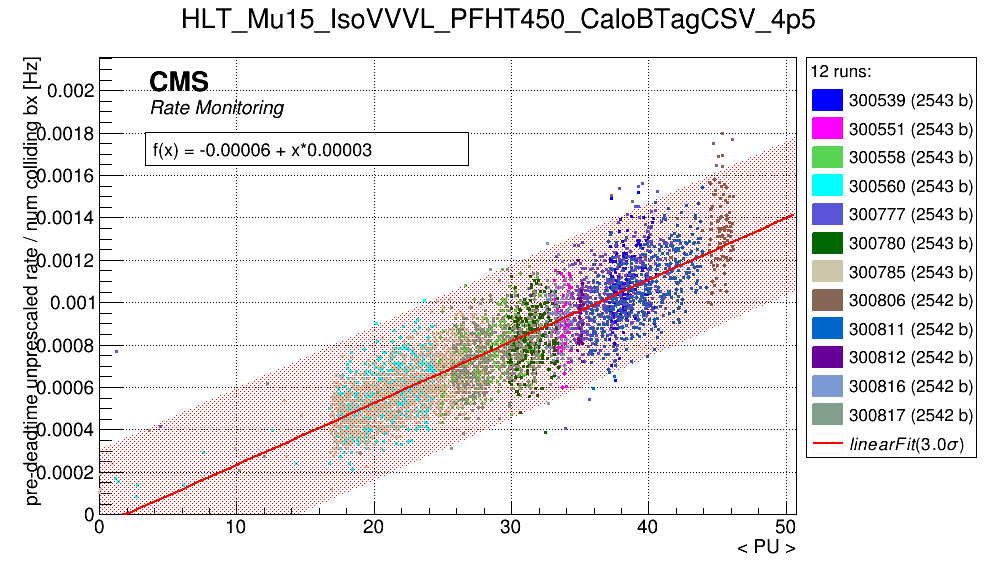 HLT_Mu15_IsoVVVL_PFHT450_CaloBTagCSV_4p5
pre-deadtime unprescaled rate / num colliding bx [Hz]
CMS
Rate Monitoring
f(x) = -0.00006 + x*0.00003
0.002
0.0018
0.0016
0.0014
0.0012
0.001
0.0008
0.0006
0.0004
0.0002
0
0 10 20 30 40 50
< PU >
12 runs:
300539 (2543 b)
300551 (2543 b)
300558 (2543 b)
300560 (2543 b)
300777 (2543 b)
300780 (2543 b)
300785 (2543 b)
300806 (2542 b)
300811 (2542 b)
300812 (2542 b)
300816 (2542 b)
300817 (2542 b)
linearFit(3.0σ)